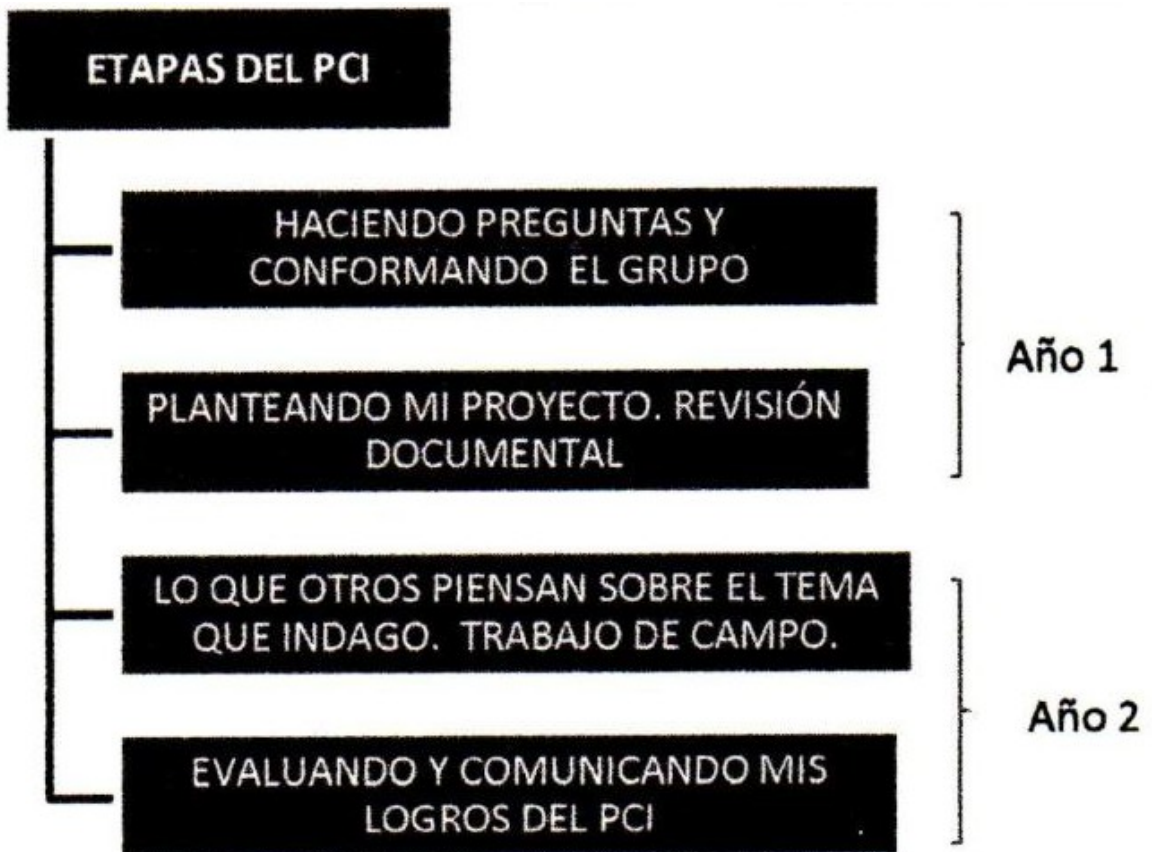 ETAPAS DEL PCI
HACIENDO PREGUNTAS Y
CONFORMANDO EL GRUPO
Año 1
PLANTEANDO MI PROYECTO. REVISIÓN
DOCUMENTAL
LO QUE OTROS PIENSAN SOBRE EL TEMA
QUE INDAGO. TRABAJO DE CAMPO.
Año 2
EVALUANDO Y COMUNICANDO MIS
LOGROS DEL PCI